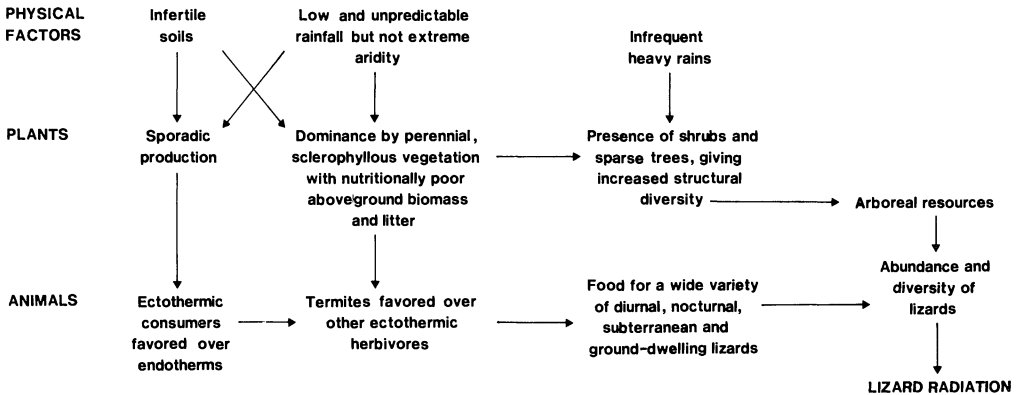 PHYSICAL
FACTORS
Infertile
soils
Low and unpredictable
rainfall but not extreme
aridity
Infrequent
heavy rains
PLANTS
Sporadic
production
Dominance by perennial,
sclerophyllous vegetation
with nutritionally poor
aboveground biomass
and litter
Presence of shrubs and
sparse trees, giving
increased structural
diversity
Arboreal resources
ANIMALS
Ectothermic
consumers
favored over
endotherms
Termites favored over
other ectothermic
herbivores
Food for a wide variety
of diurnal, nocturnal,
subterranean and
ground-dwelling lizards
Abundance and
diversity of
lizards
LIZARD RADIATION